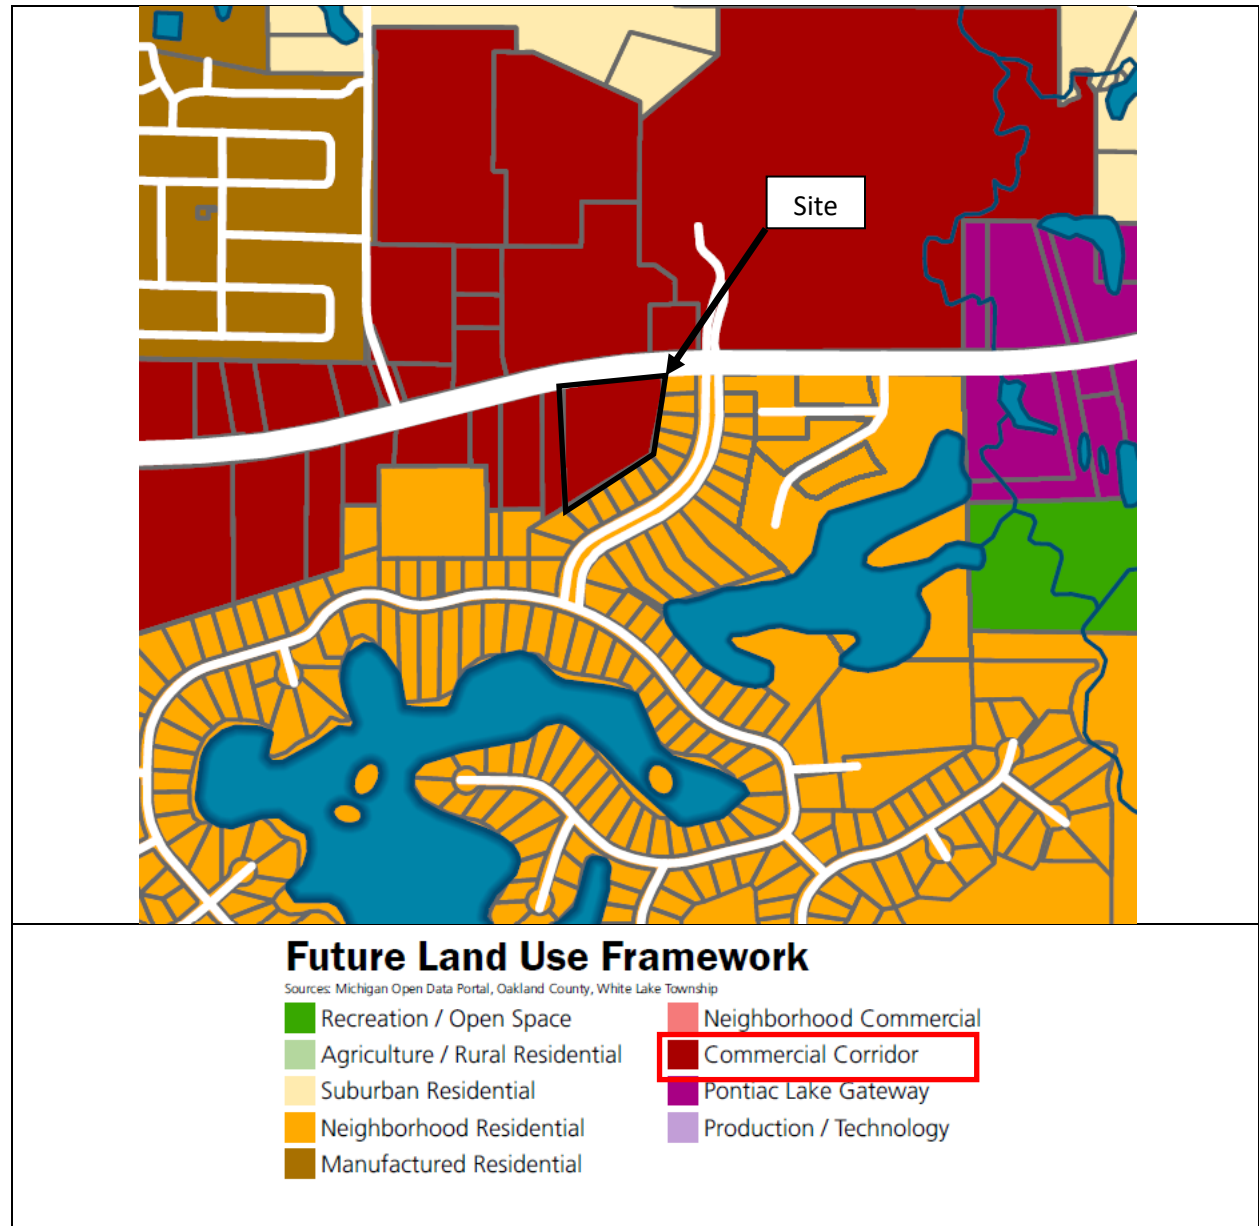 Site
Future Land Use Framework
Sources: Michigan Open Data Portal, Oakland County, White Lake Township
Recreation / Open Space
Agriculture / Rural Residential
Suburban Residential
Neighborhood Residential
Manufactured Residential
Neighborhood Commercial
Commercial Corridor
Pontiac Lake Gateway
Production / Technology